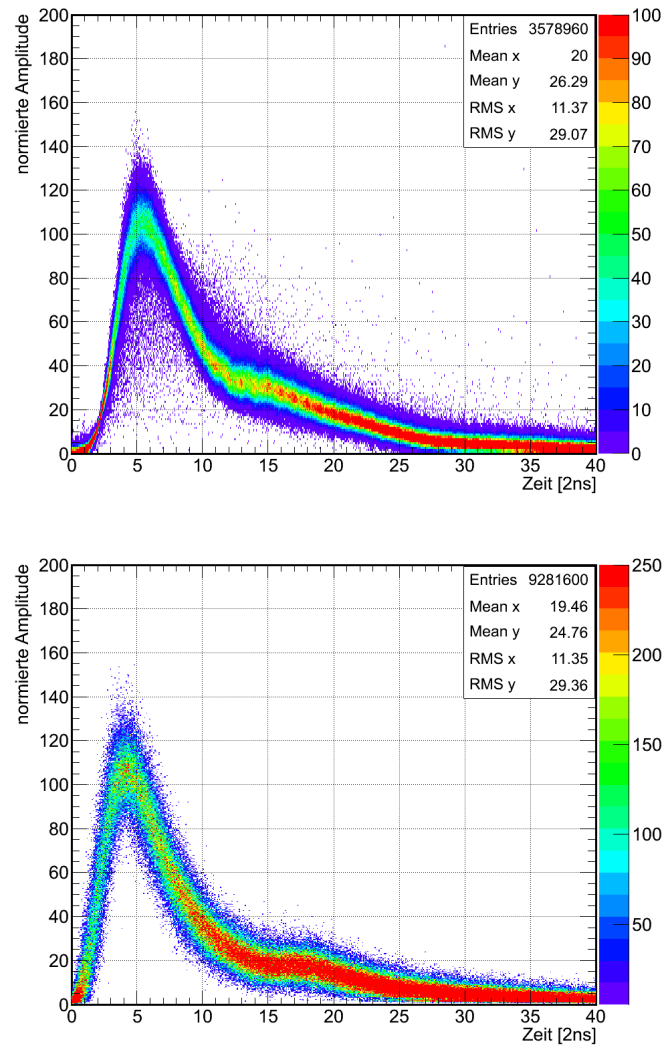 normierte Amplitude
200
180
160
140
120
100
80
60
40
20
0
Entries 3578960
Mean x 20
Mean y 26.29
RMS x 11.37
RMS y 29.07
100
90
80
70
60
50
40
30
20
10
0
0 5 10 15 20 25 30 35 40
Zeit [2ns]
normierte Amplitude
200
180
160
140
120
100
80
60
40
20
0
Entries 9281600
Mean x 19.46
Mean y 24.76
RMS x 11.35
RMS y 29.36
250
200
150
100
50
0 5 10 15 20 25 30 35 40
Zeit [2ns]